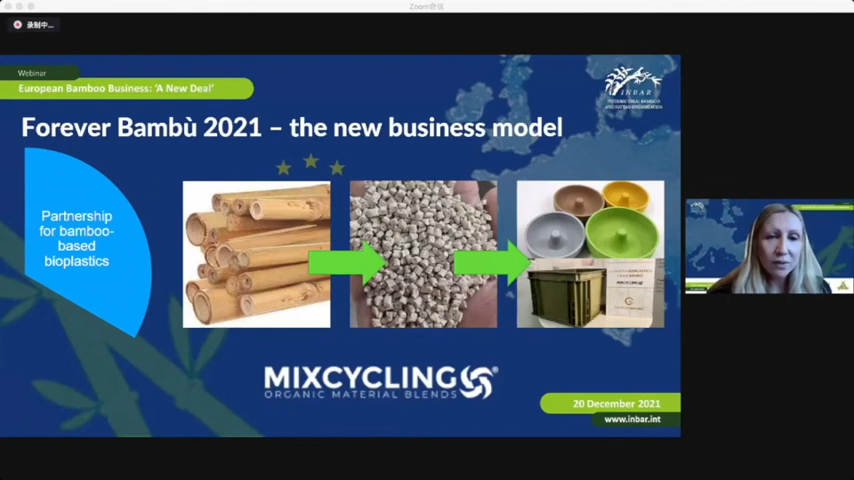 Zoom会议
录制中...
Webinar
European Bamboo Business: 'A New Deal'
INBAR
Forever Bambù 2021 – the new business model
Partnership
for bamboo-
based
bioplastics
MIXCYCLING®
ORGANIC MATERIAL BLENDS
20 December 2021
www.inbar.int